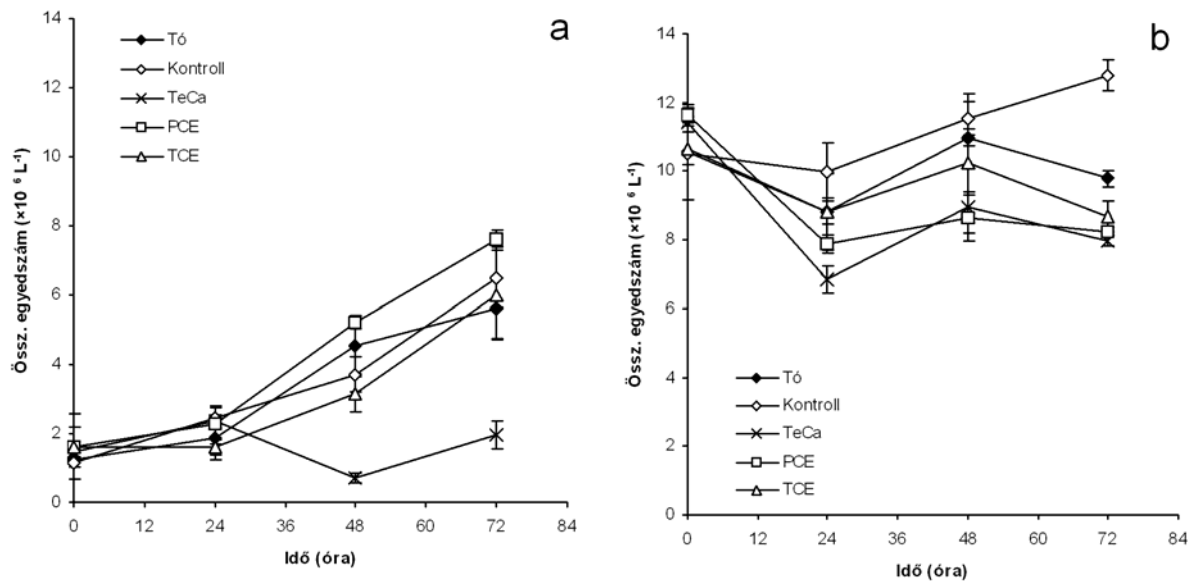 a
14
12
10
8
6
4
2
0
Össz. egyedszám (×10 ⁶ L⁻¹)
Tó
Kontroll
TeCa
PCE
TCE
0 12 24 36 48 60 72 84
Idő (óra)
b
14
12
10
8
6
4
2
0
Össz. egyedszám (×10 ⁶ L⁻¹)
Tó
Kontroll
TeCa
PCE
TCE
0 12 24 36 48 60 72 84
Idő (óra)